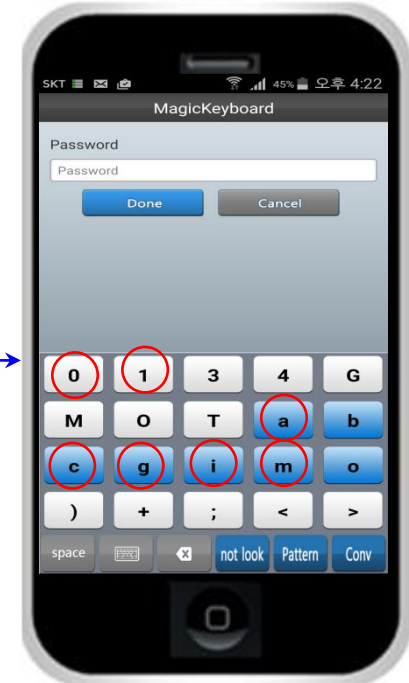 SKT 45% 오후 4:22
MagicKeyboard
Password
Password
Done Cancel
0 1 3 4 G
M O T a b
c g i m o
) + ; < >
space not look Pattern Conv